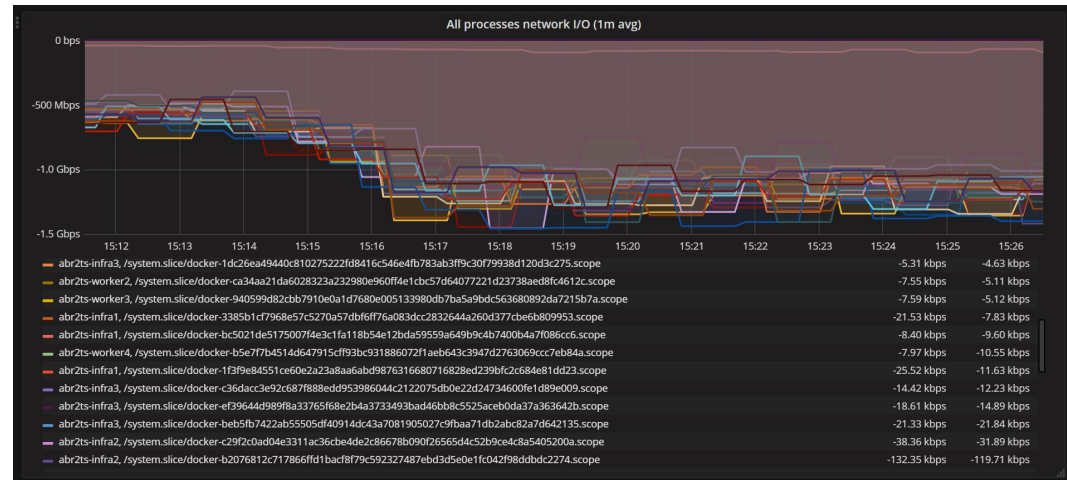 All processes network I/O (1m avg)
0 bps
-500 Mbps
-1.0 Gbps
-1.5 Gbps
15:12 15:13 15:14 15:15 15:16 15:17 15:18 15:19 15:20 15:21 15:22 15:23 15:24 15:25 15:26
abr2ts-infra3, /system.slice/docker-1dc26ea49440c810275222fd8416c546e4fb783ab3ff9c30f79938d120d3c275.scope -5.31 kbps -4.63 kbps
abr2ts-worker2, /system.slice/docker-ca34aa21da6028323a232980e960ff4e1cbc57d64077221d23738aed8fc4612c.scope -7.55 kbps -5.11 kbps
abr2ts-worker3, /system.slice/docker-940599d82cbb7910e0a1d7680e005133980db7ba5a9bdc563680892da7215b7a.scope -7.59 kbps -5.12 kbps
abr2ts-infra1, /system.slice/docker-3385b1cf7968e57c5270a57dbf6ff76a083dcc2832644a260d377cbe6b809953.scope -21.53 kbps -7.83 kbps
abr2ts-infra1, /system.slice/docker-bc5021de5175007f4e3c1fa118b54e12bda59559a649b9c4b7400b4a7f086cc6.scope -8.40 kbps -9.60 kbps
abr2ts-worker4, /system.slice/docker-b5e7f7b4514d647915cff93bc931886072f1aeb643c3947d2763069ccc7eb84a.scope -7.97 kbps -10.55 kbps
abr2ts-infra1, /system.slice/docker-1f3f9e84551ce60e2a23a8aa6abd9876316680716828ed239bfc2c684e81dd23.scope -25.52 kbps -11.63 kbps
abr2ts-infra3, /system.slice/docker-c36dacc3e92c687f888edd953986044c2122075db0e22d24734600fe1d89e009.scope -14.42 kbps -12.23 kbps
abr2ts-infra3, /system.slice/docker-ef39644d989f8a33765f68e2b4a3733493bad46bb8c5525aceb0da37a363642b.scope -18.61 kbps -14.89 kbps
abr2ts-infra3, /system.slice/docker-beb5fb7422ab55505df40914dc43a7081905027c9fbaa71db2abc82a7d642135.scope -21.33 kbps -21.84 kbps
abr2ts-infra2, /system.slice/docker-c29f2c0ad04e3311ac36cbe4de2c86678b090f26565d4c52b9ce4c8a5405200a.scope -38.36 kbps -31.89 kbps
abr2ts-infra2, /system.slice/docker-b2076812c717866ffd1bacf8f79c592327487ebd3d5e0e1fc042f98ddbdc2274.scope -132.35 kbps -119.71 kbps